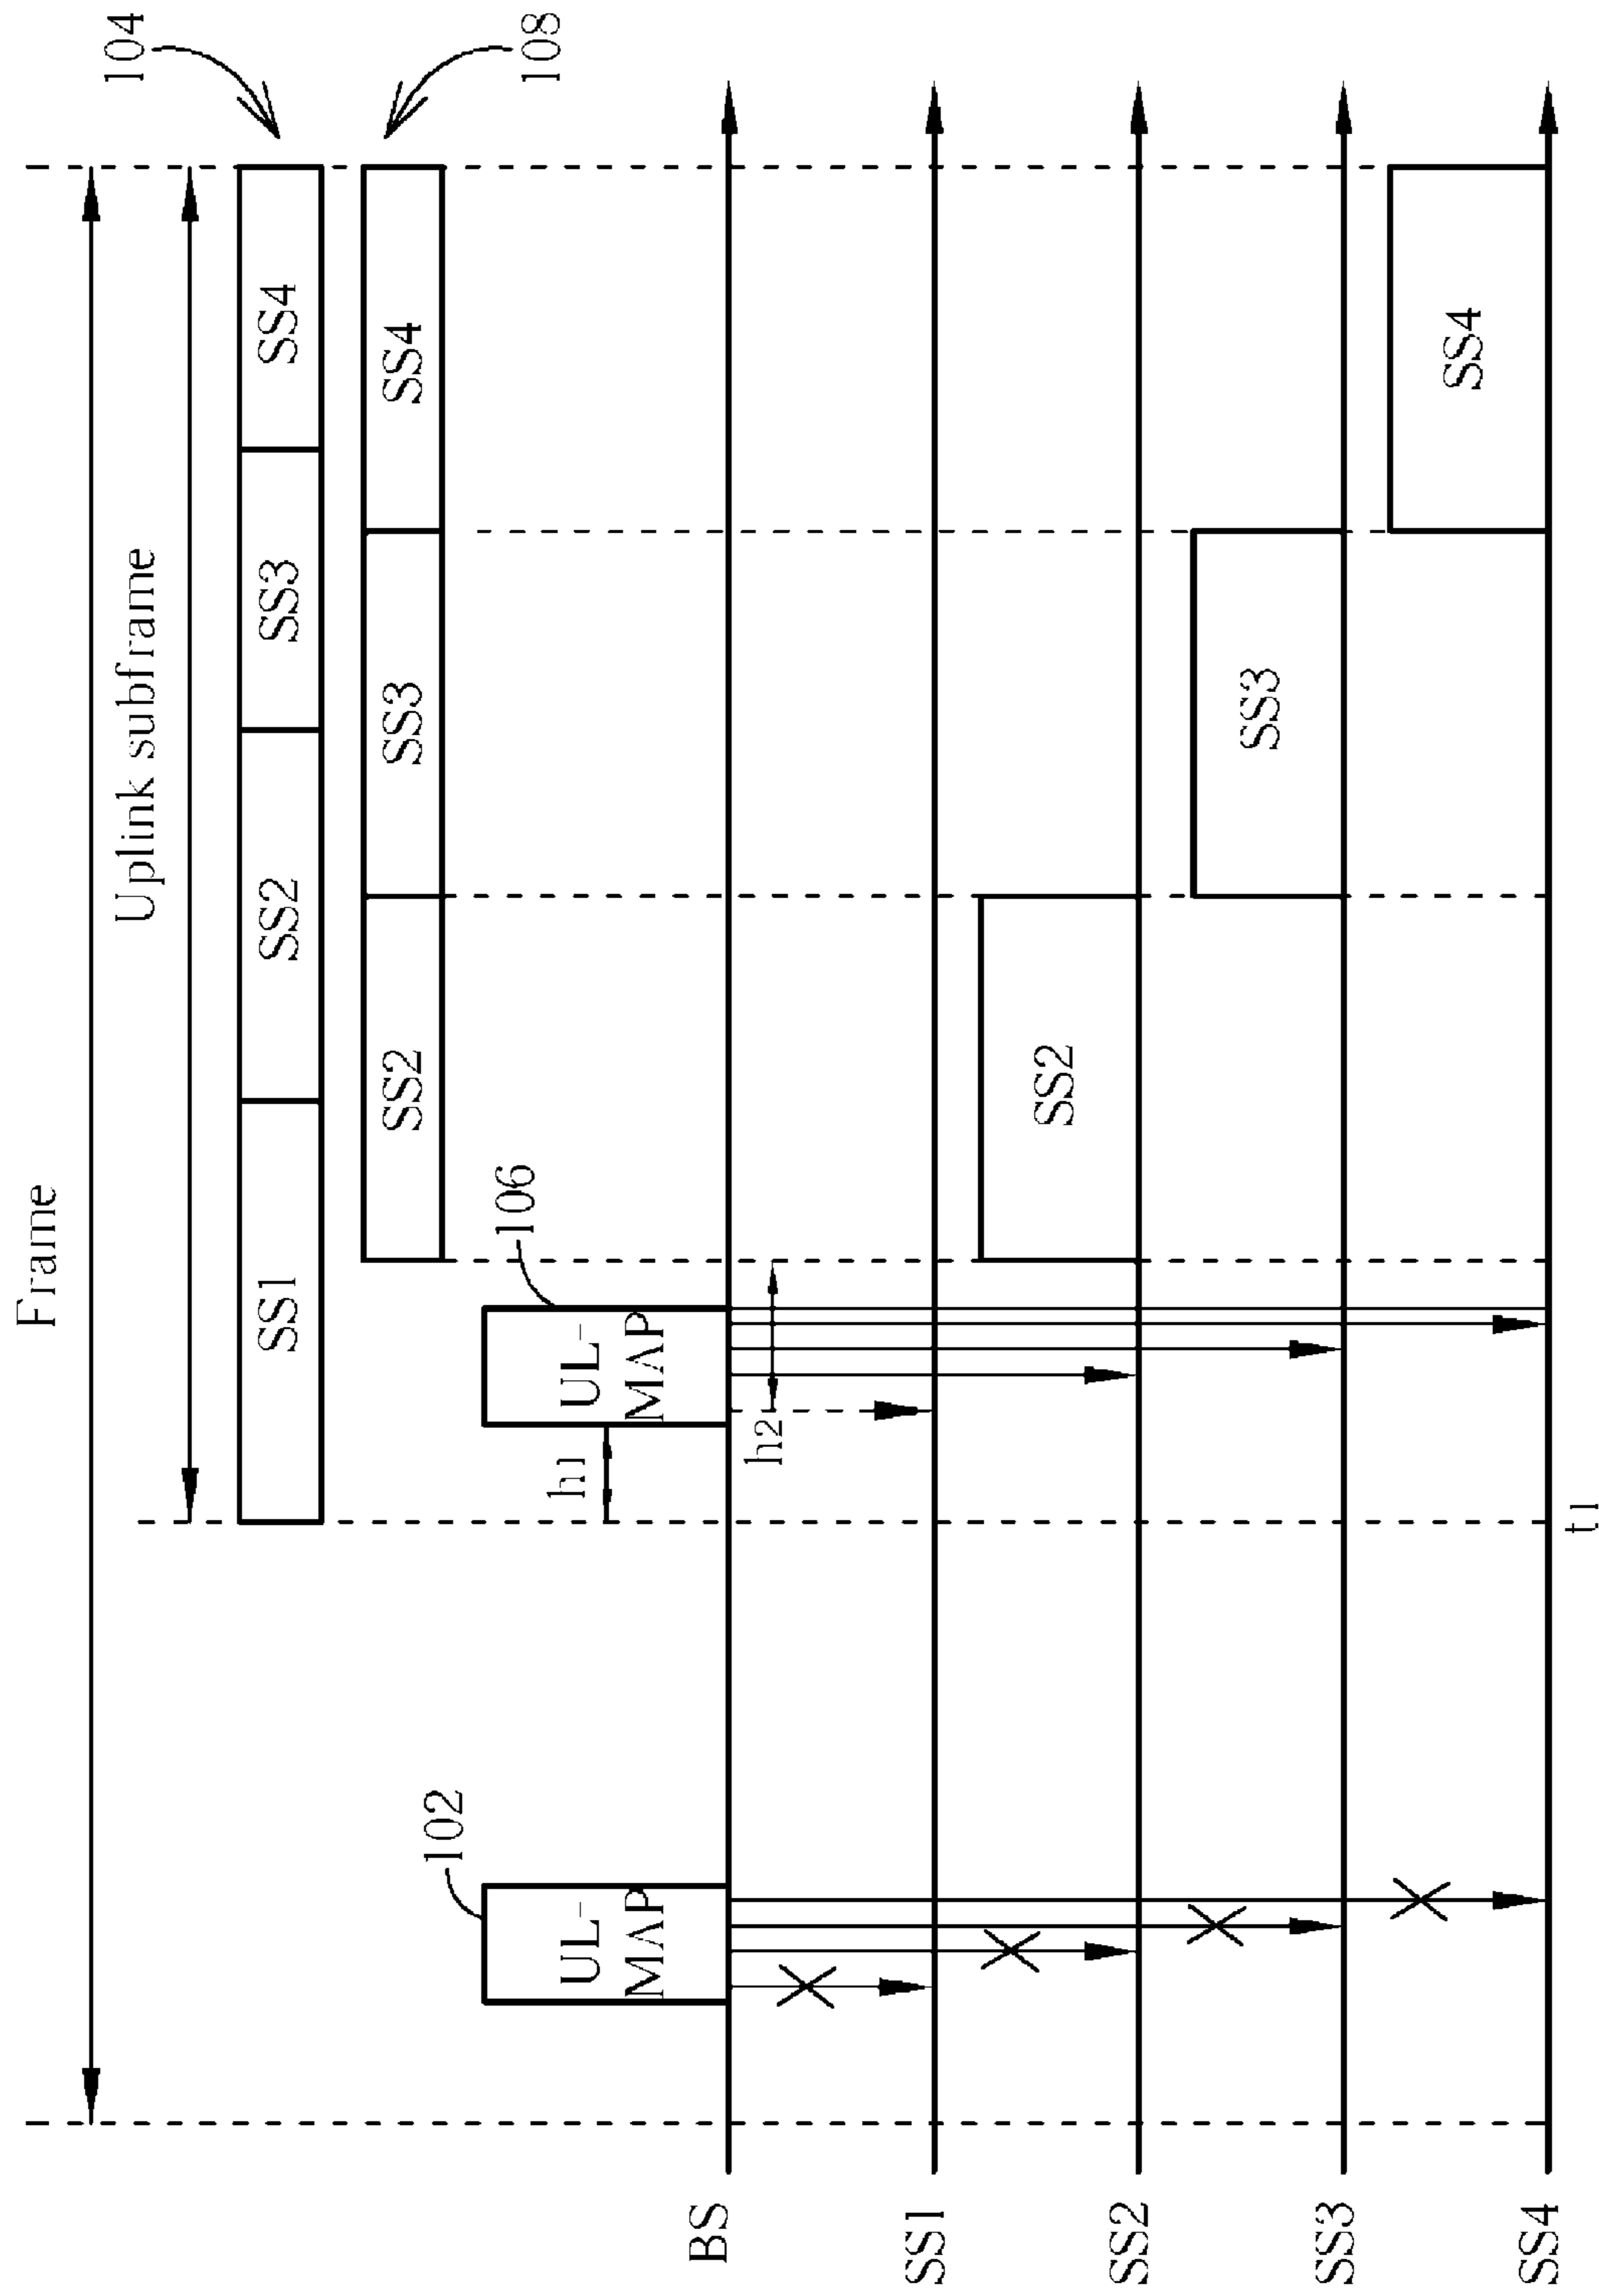 Frame
Uplink subframe
104
SS1
SS2
SS3
SS4
108
SS2
SS3
SS4
102
UL-
MAP
106
UL-
MAP
h1
h2
BS
SS1
SS2
SS2
SS3
SS3
SS4
SS4
t1